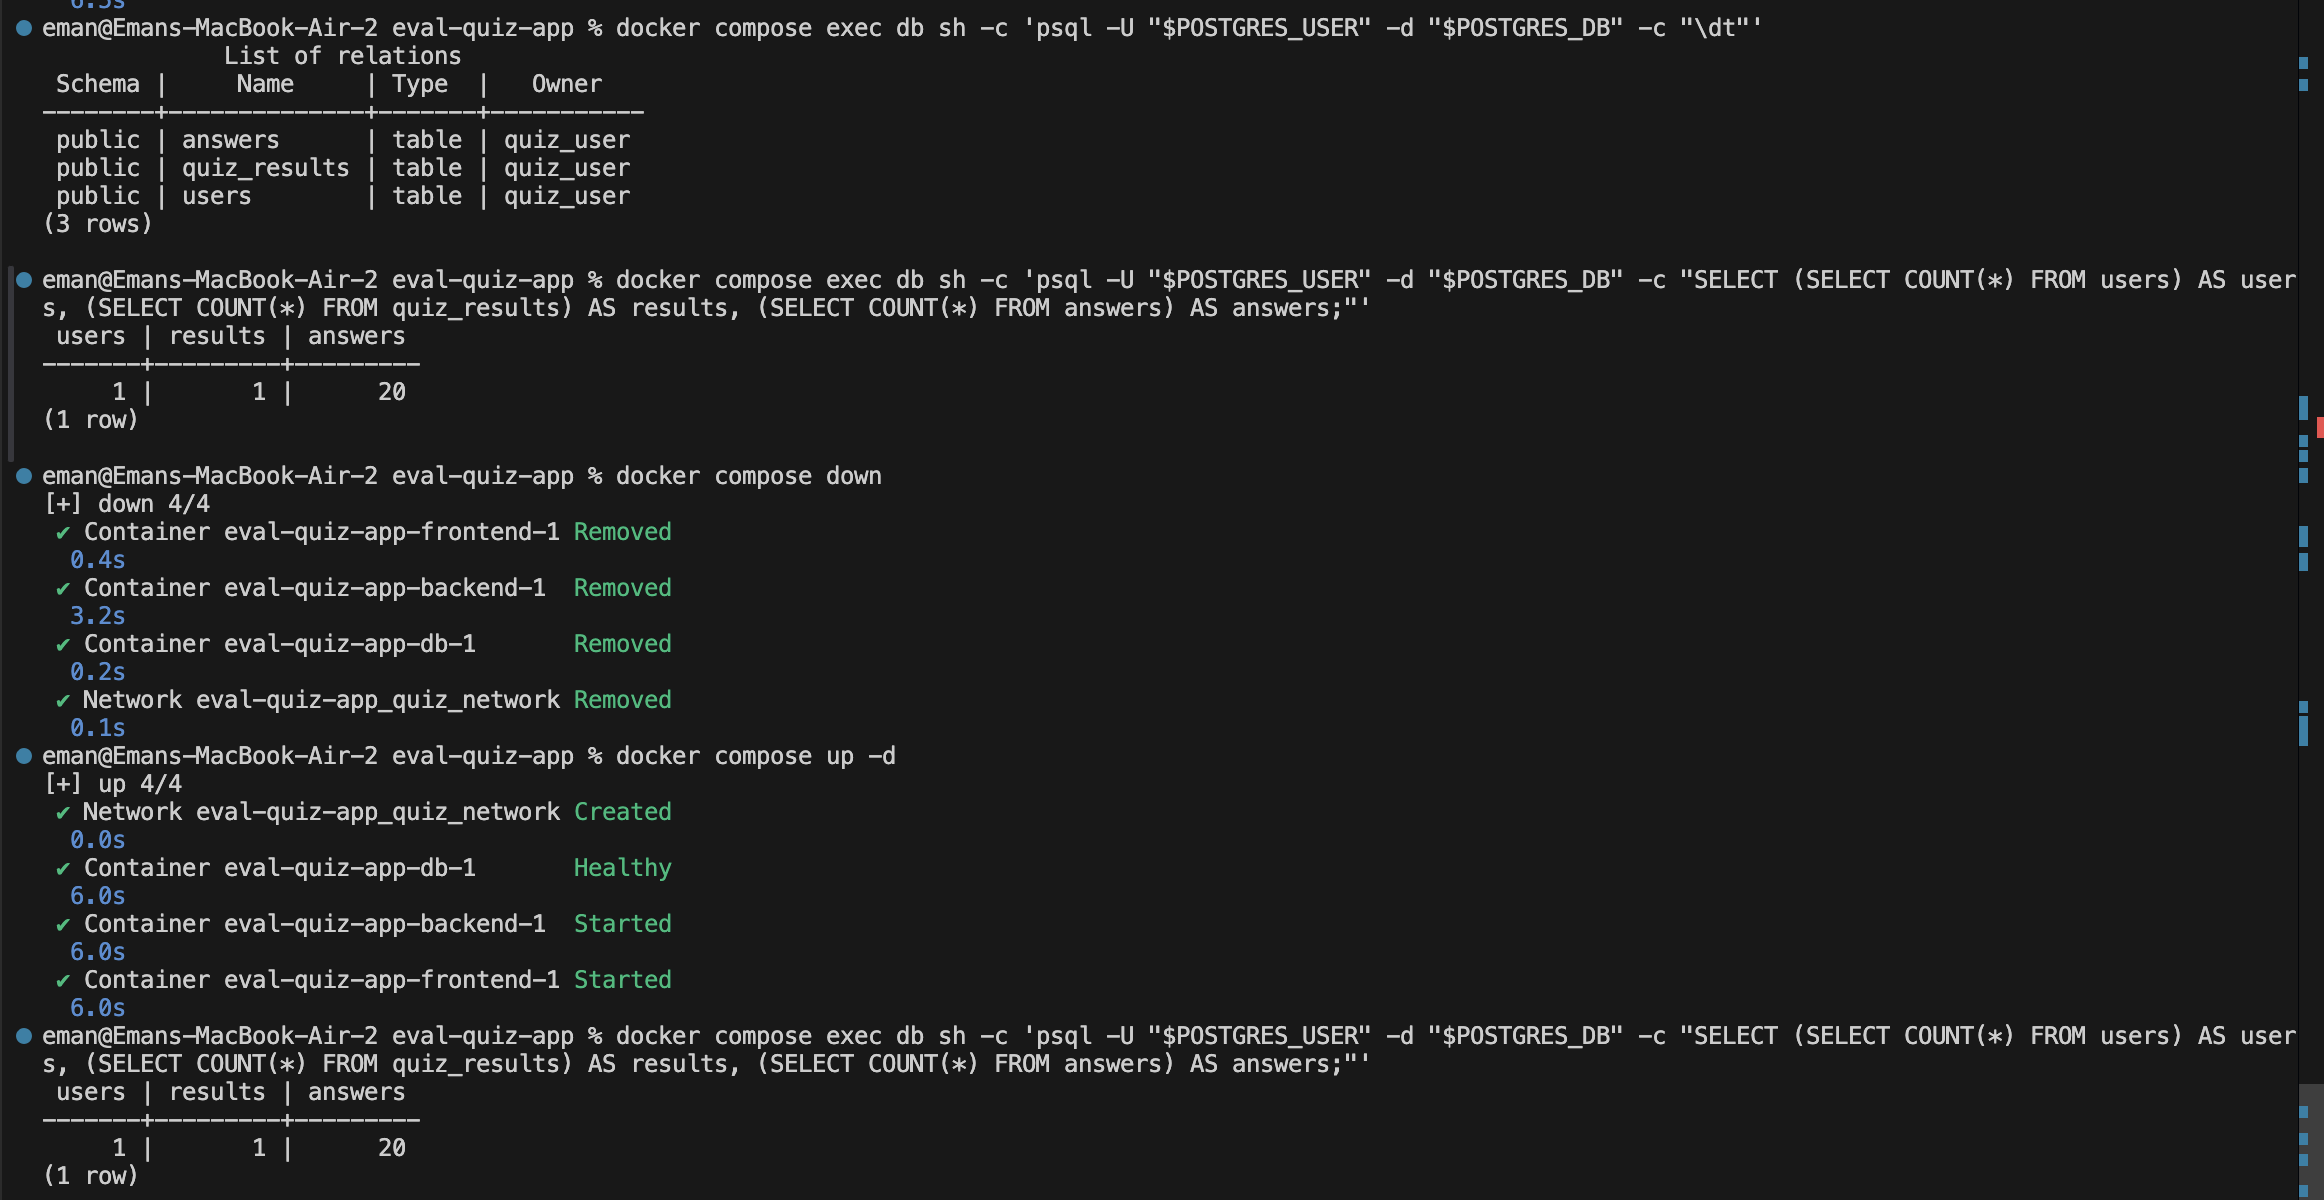 6.5s
eman@Emans-MacBook-Air-2 eval-quiz-app % docker compose exec db sh -c 'psql -U "$POSTGRES_USER" -d "$POSTGRES_DB" -c "\dt"'
             List of relations
 Schema |     Name     | Type  |   Owner
--------+--------------+-------+-----------
 public | answers      | table | quiz_user
 public | quiz_results | table | quiz_user
 public | users        | table | quiz_user
(3 rows)
eman@Emans-MacBook-Air-2 eval-quiz-app % docker compose exec db sh -c 'psql -U "$POSTGRES_USER" -d "$POSTGRES_DB" -c "SELECT (SELECT COUNT(*) FROM users) AS user
s, (SELECT COUNT(*) FROM quiz_results) AS results, (SELECT COUNT(*) FROM answers) AS answers;"'
 users | results | answers
-------+---------+---------
     1 |       1 |      20
(1 row)
eman@Emans-MacBook-Air-2 eval-quiz-app % docker compose down
[+] down 4/4
 ✔ Container eval-quiz-app-frontend-1 Removed
  0.4s
 ✔ Container eval-quiz-app-backend-1  Removed
  3.2s
 ✔ Container eval-quiz-app-db-1       Removed
  0.2s
 ✔ Network eval-quiz-app_quiz_network Removed
  0.1s
eman@Emans-MacBook-Air-2 eval-quiz-app % docker compose up -d
[+] up 4/4
 ✔ Network eval-quiz-app_quiz_network Created
  0.0s
 ✔ Container eval-quiz-app-db-1       Healthy
  6.0s
 ✔ Container eval-quiz-app-backend-1  Started
  6.0s
 ✔ Container eval-quiz-app-frontend-1 Started
  6.0s
eman@Emans-MacBook-Air-2 eval-quiz-app % docker compose exec db sh -c 'psql -U "$POSTGRES_USER" -d "$POSTGRES_DB" -c "SELECT (SELECT COUNT(*) FROM users) AS user
s, (SELECT COUNT(*) FROM quiz_results) AS results, (SELECT COUNT(*) FROM answers) AS answers;"'
 users | results | answers
-------+---------+---------
     1 |       1 |      20
(1 row)